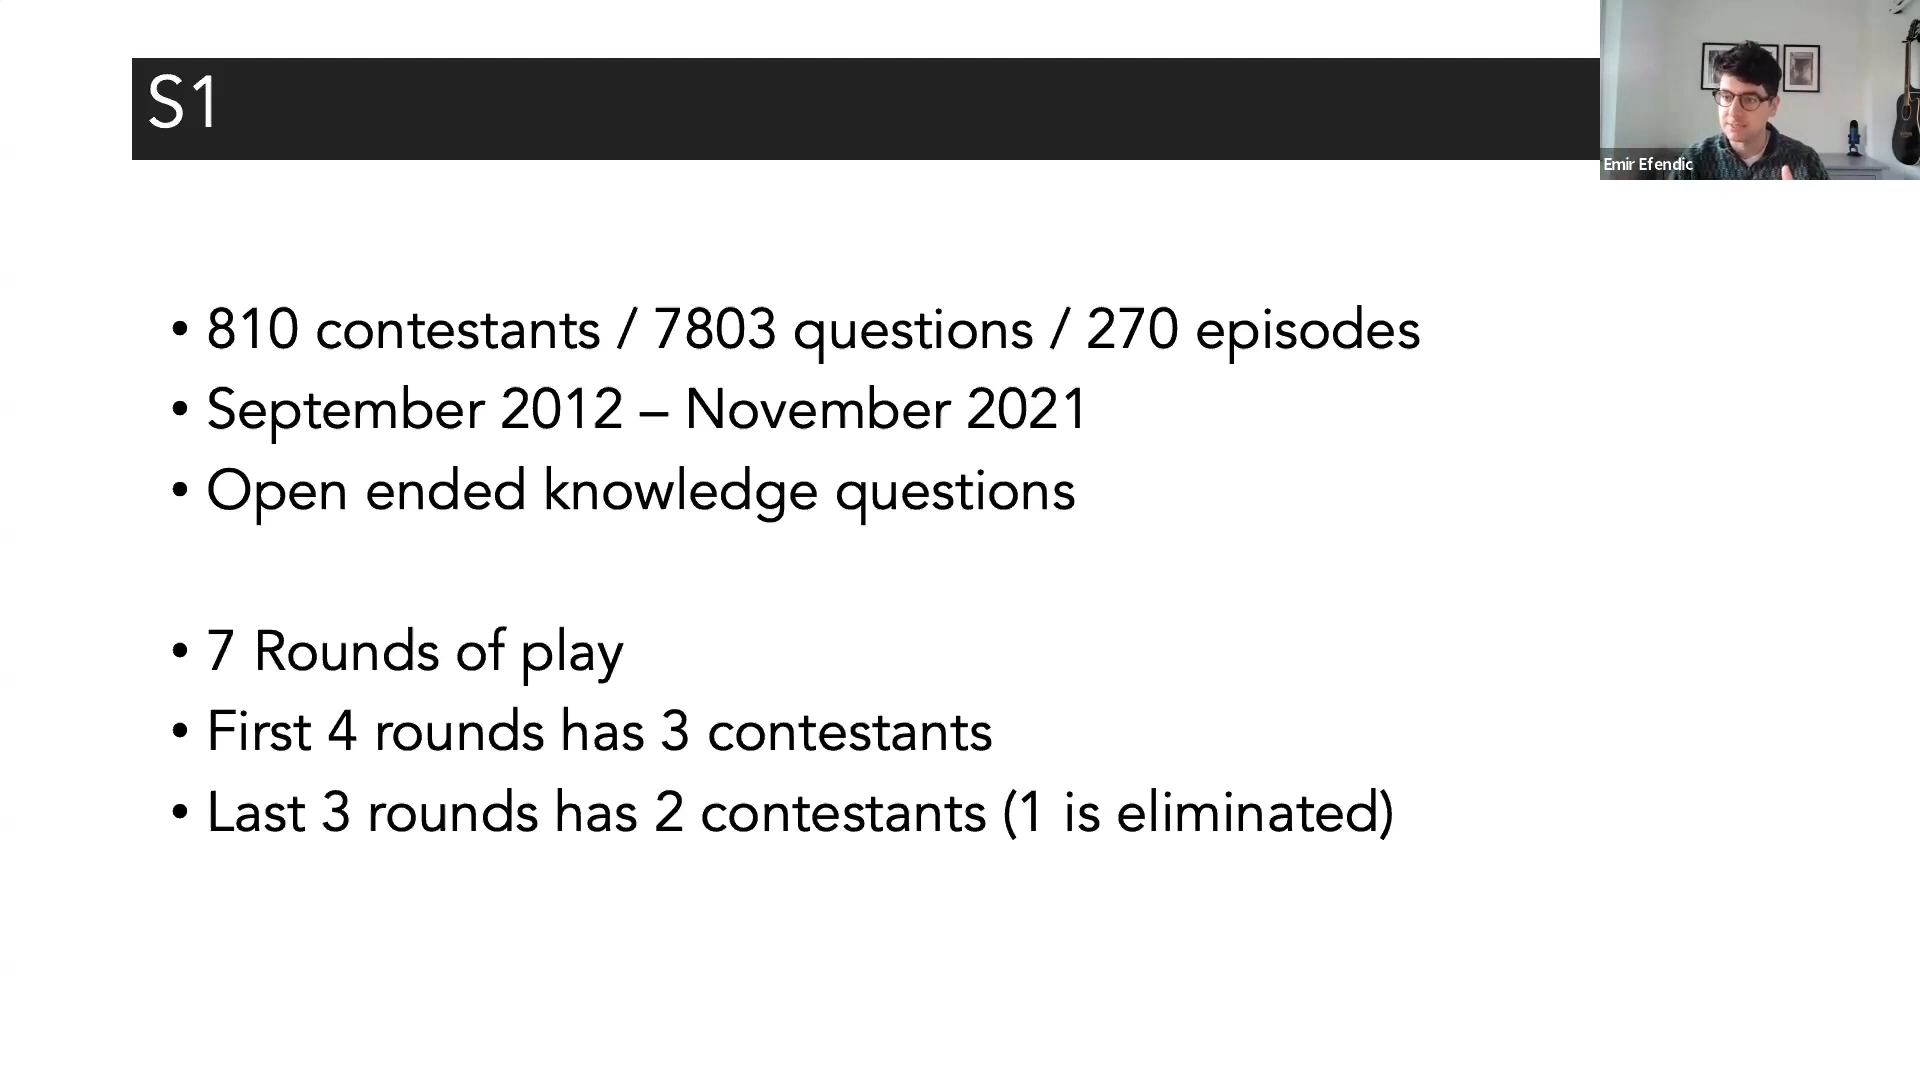 S1
Emir Efendic
• 810 contestants / 7803 questions / 270 episodes
• September 2012 – November 2021
• Open ended knowledge questions
• 7 Rounds of play
• First 4 rounds has 3 contestants
• Last 3 rounds has 2 contestants (1 is eliminated)